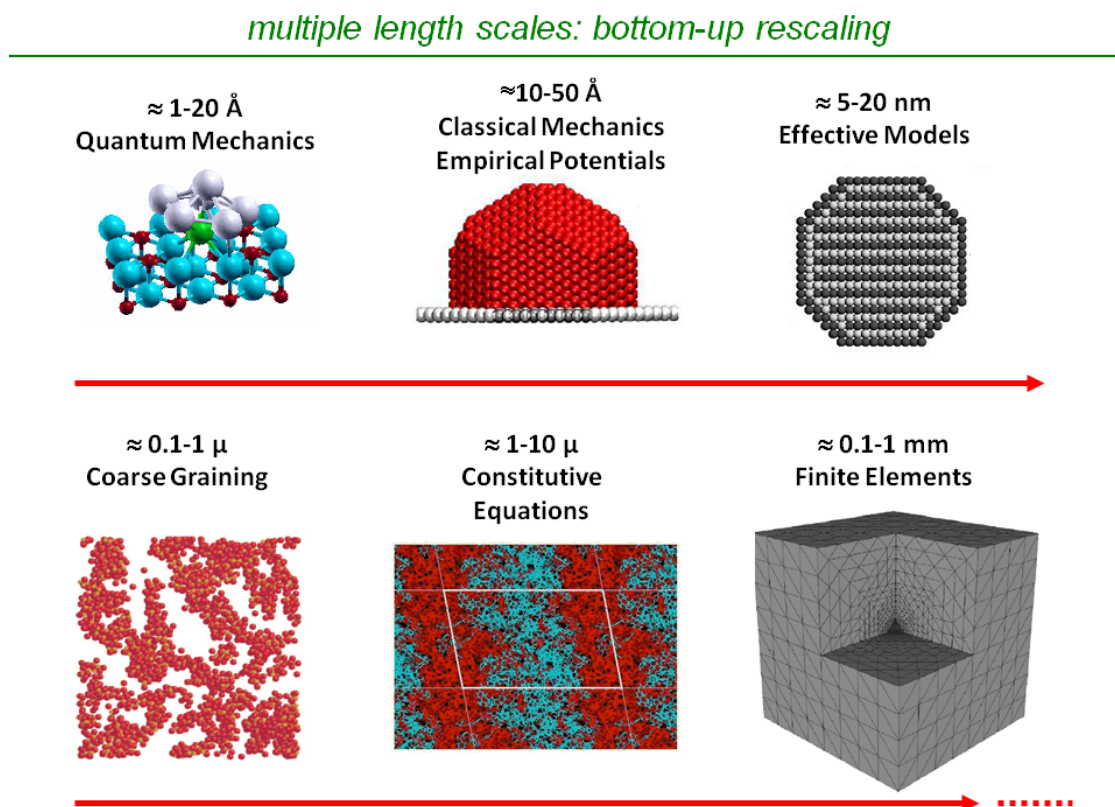 multiple length scales: bottom-up rescaling
≈ 1-20 Å
Quantum Mechanics
≈10-50 Å
Classical Mechanics
Empirical Potentials
≈ 5-20 nm
Effective Models
≈ 0.1-1 μ
Coarse Graining
≈ 1-10 μ
Constitutive
Equations
≈ 0.1-1 mm
Finite Elements